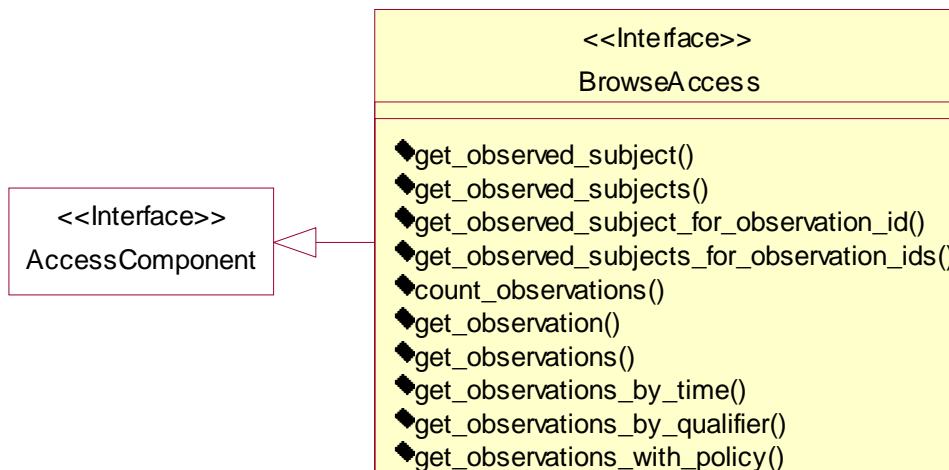 <<Interface>>
BrowseAccess
get_observed_subject()
get_observed_subjects()
get_observed_subject_for_observation_id()
get_observed_subjects_for_observation_ids()
count_observations()
get_observation()
get_observations()
get_observations_by_time()
get_observations_by_qualifier()
get_observations_with_policy()
<<Interface>>
AccessComponent